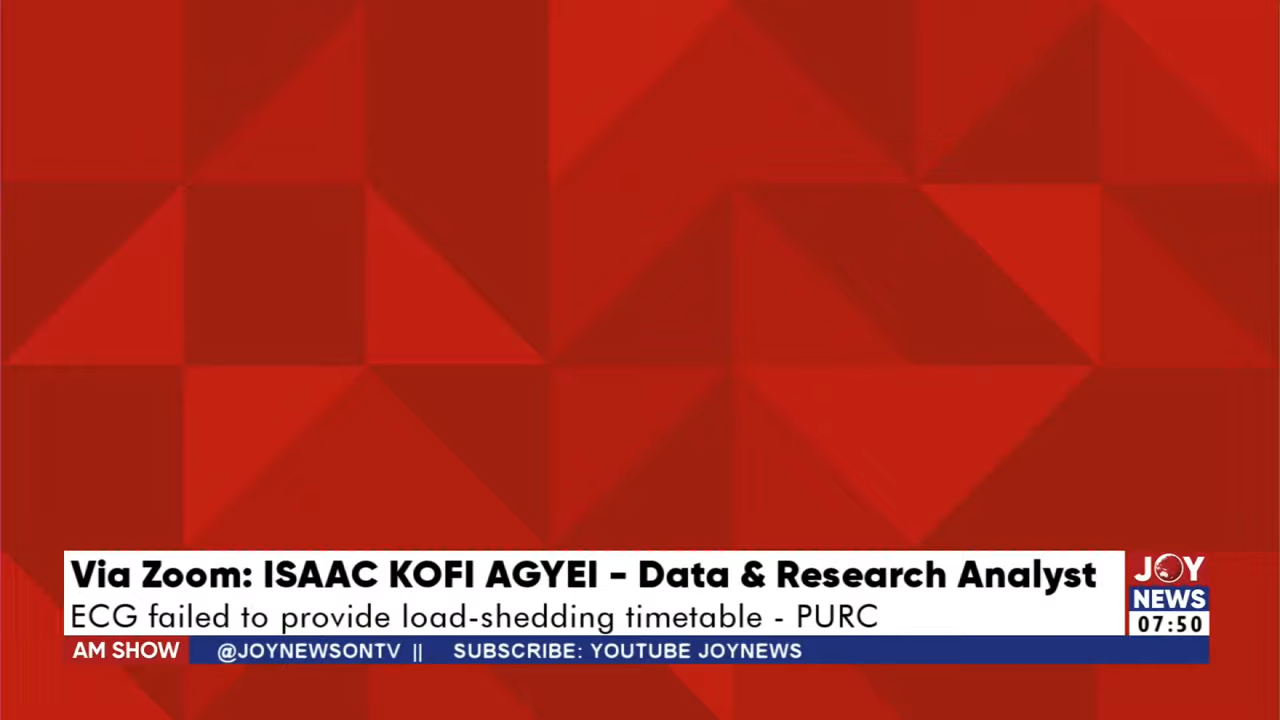 Via Zoom: ISAAC KOFI AGYEI - Data & Research Analyst
ECG failed to provide load-shedding timetable - PURC
JOY
NEWS
07:50
AM SHOW
@JOYNEWSONTV || SUBSCRIBE: YOUTUBE JOYNEWS